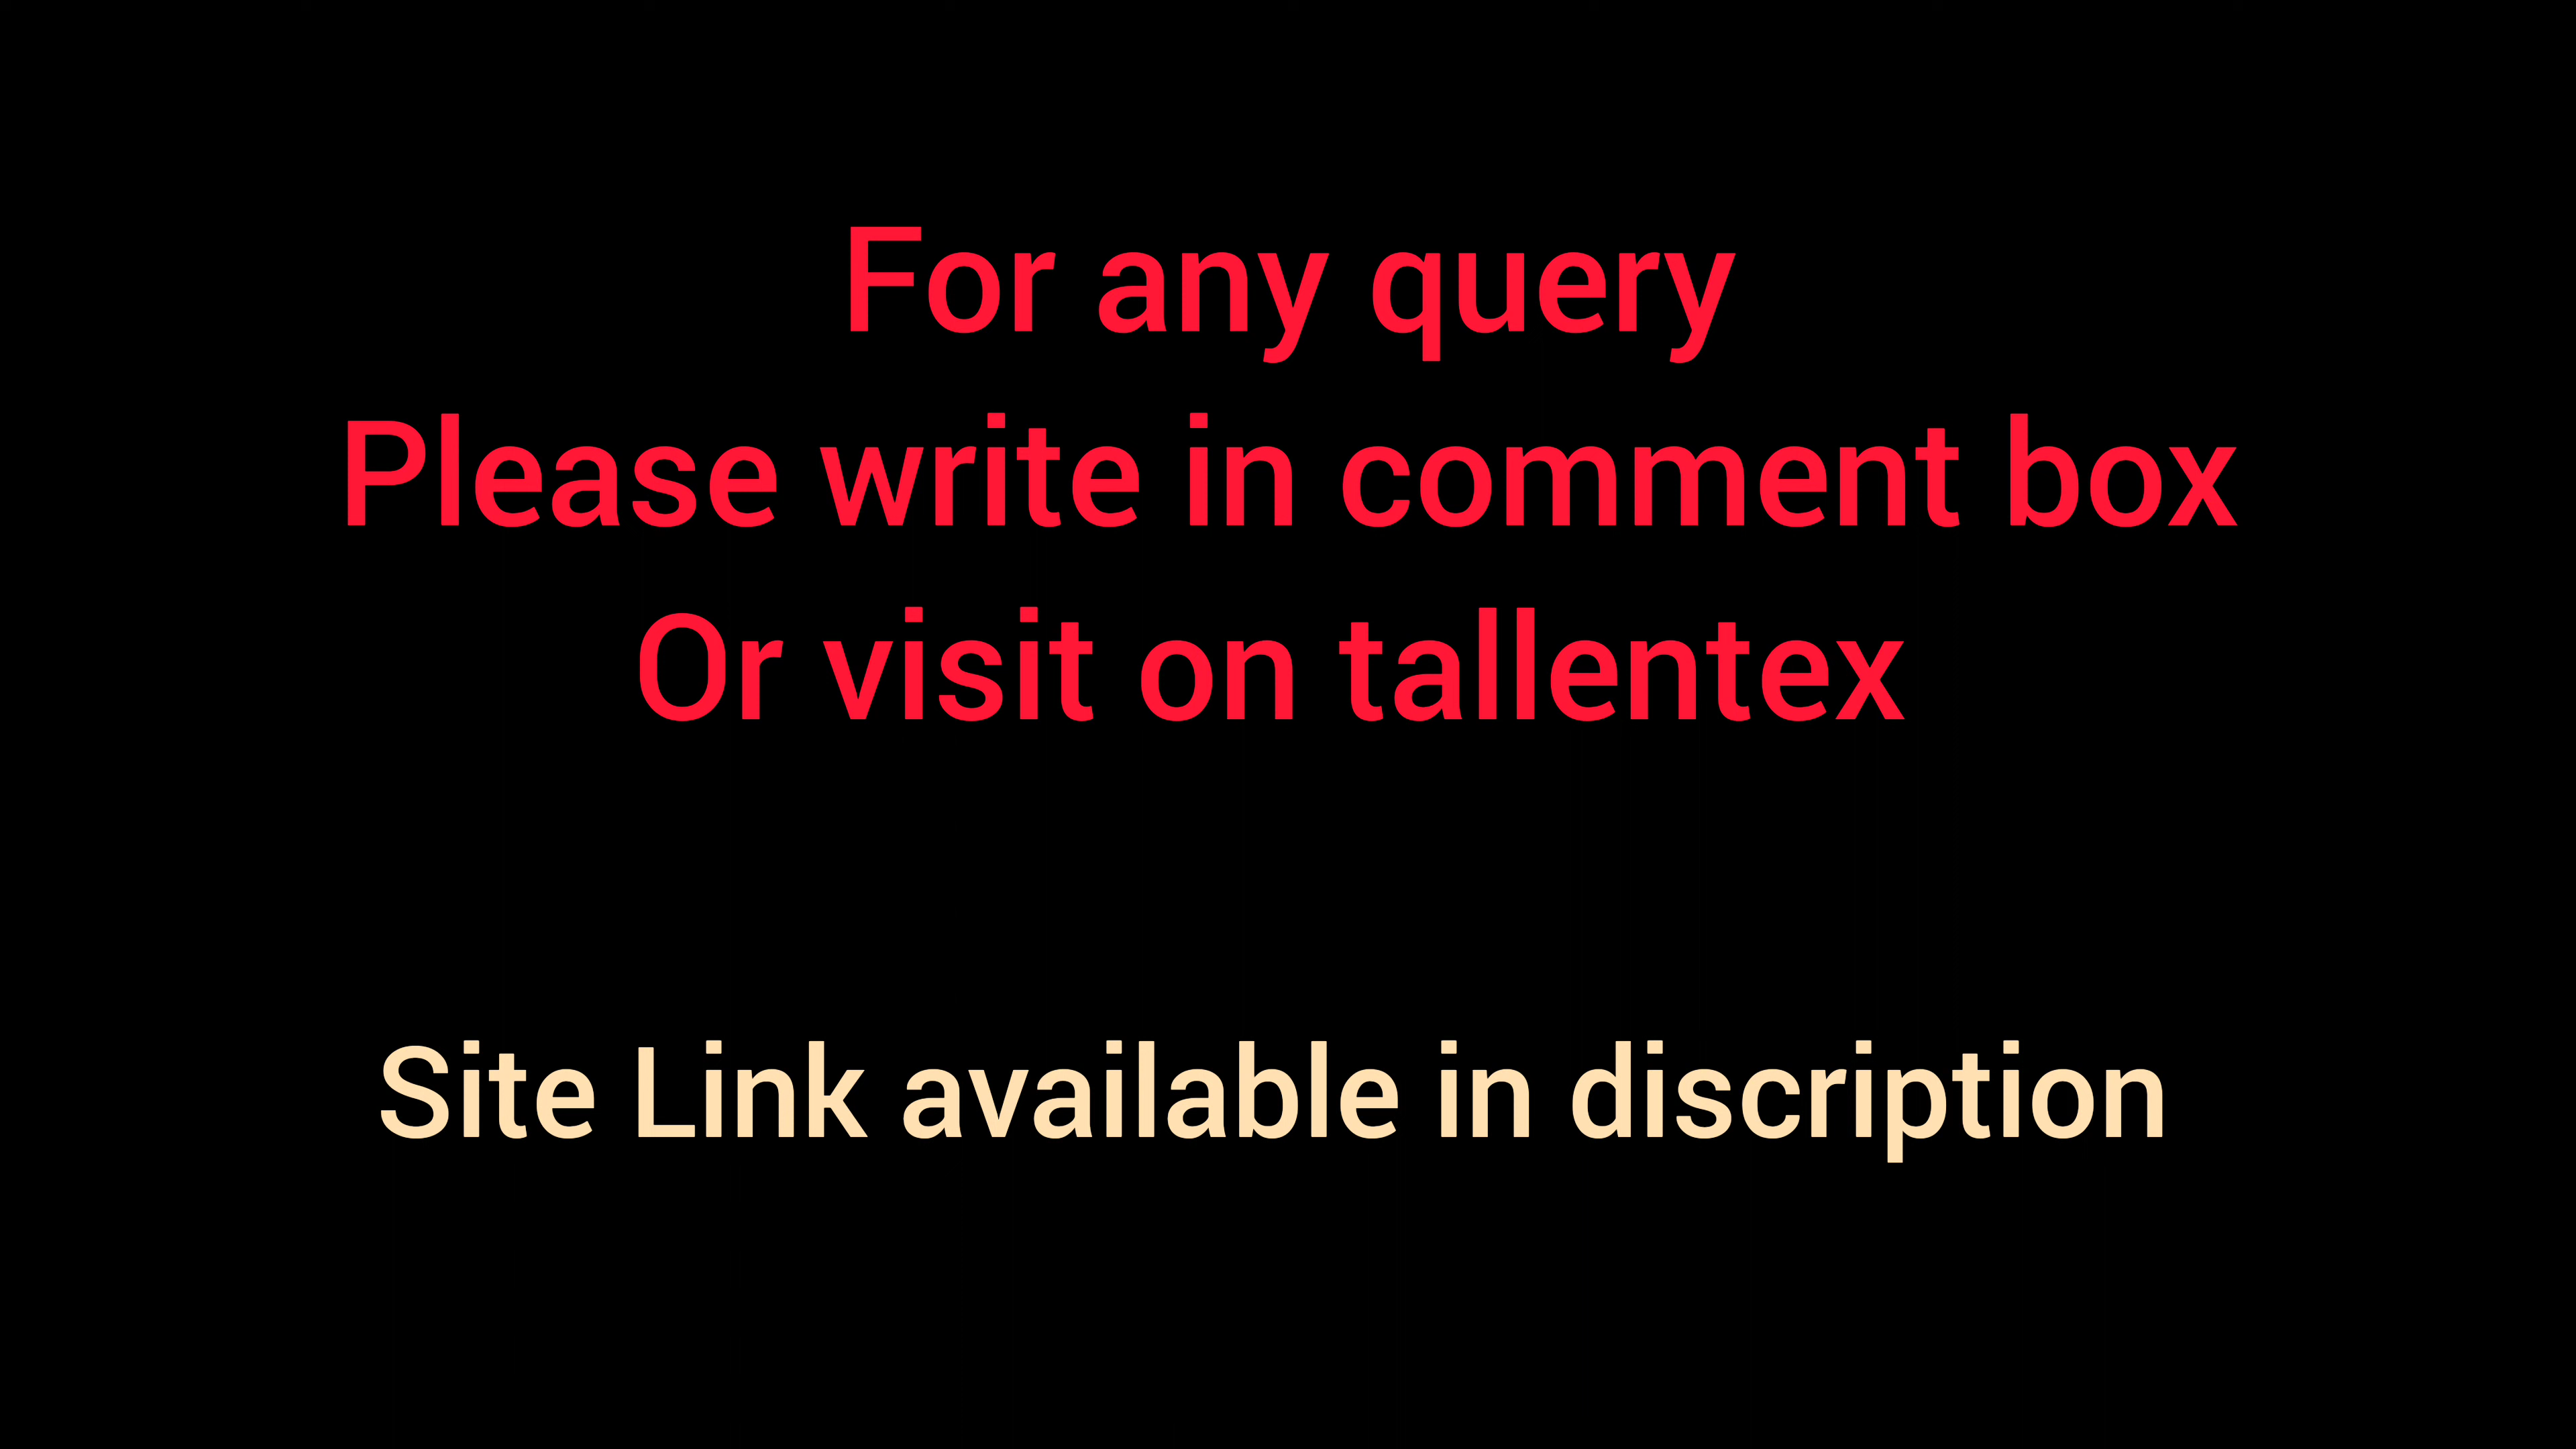 For any query
Please write in comment box
Or visit on tallentex
Site Link available in discription